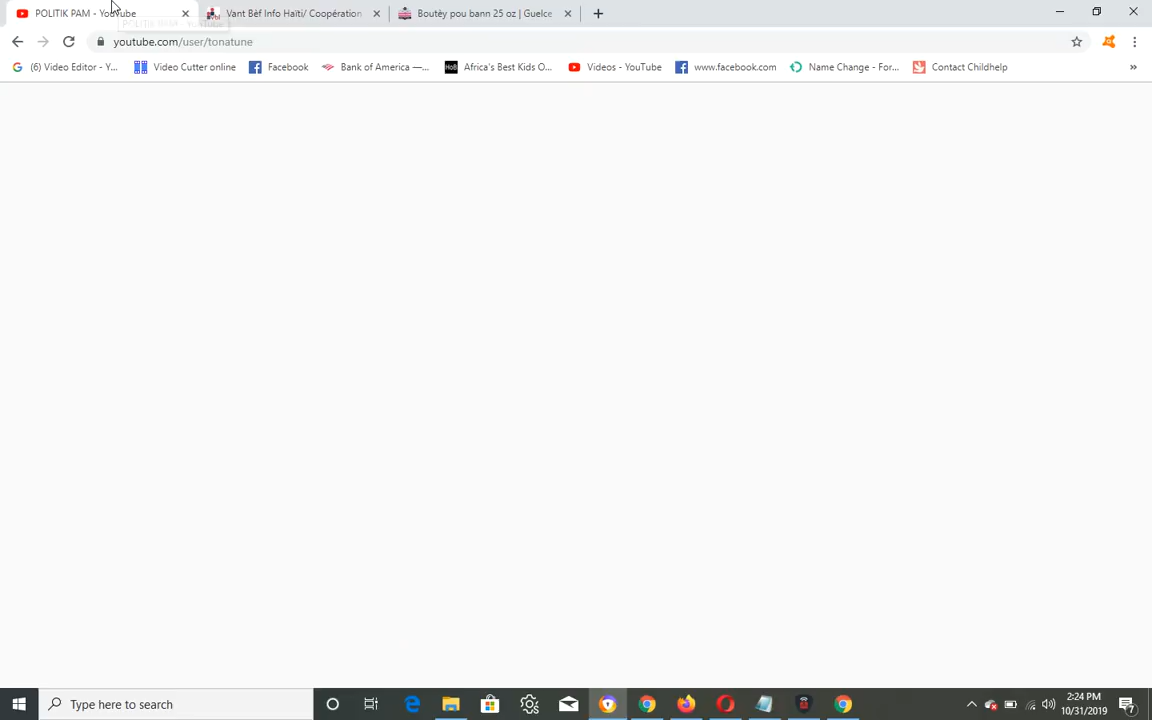 POLITIK PAM - YouTube
Vant Bèf Info Haïti/ Coopération
Boutèy pou bann 25 oz | Guelce
youtube.com/user/tonatune
(6) Video Editor - Y...
Video Cutter online
Facebook
Bank of America —...
Africa's Best Kids O...
Videos - YouTube
www.facebook.com
Name Change - For...
Contact Childhelp
»
Type here to search
2:24 PM
10/31/2019
7